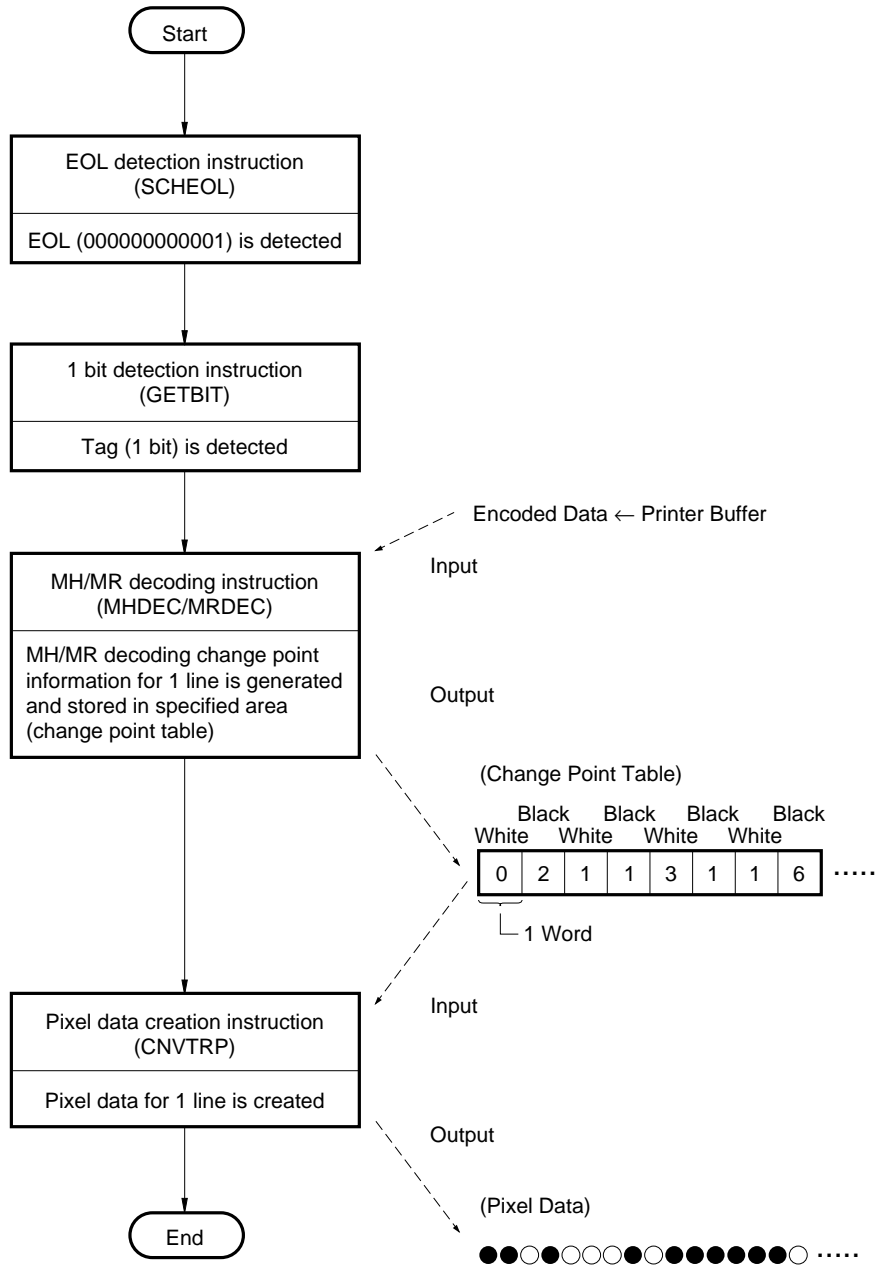 Start
EOL detection instruction
(SCHEOL)
EOL (000000000001) is detected
1 bit detection instruction
(GETBIT)
Tag (1 bit) is detected
Encoded Data ← Printer Buffer
Input
MH/MR decoding instruction
(MHDEC/MRDEC)
MH/MR decoding change point
information for 1 line is generated
and stored in specified area
(change point table)
Output
(Change Point Table)
Black Black Black Black
White White White White
0 2 1 1 3 1 1 6 .....
1 Word
Input
Pixel data creation instruction
(CNVTRP)
Pixel data for 1 line is created
Output
(Pixel Data)
●●○●○○○●○●●●●●●○ .....
End